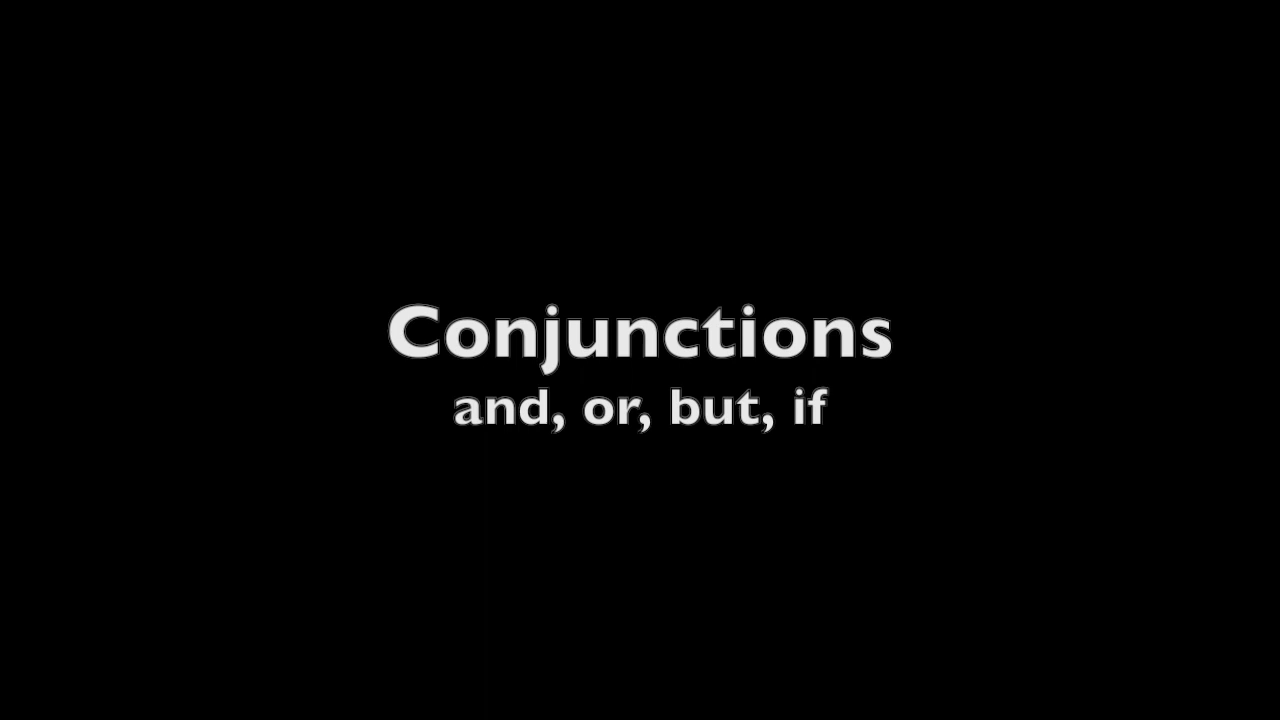 Conjunctions
and, or, but, if